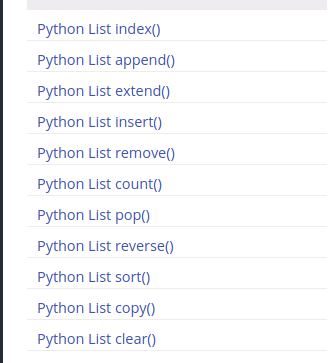 Python List index()
Python List append()
Python List extend()
Python List insert()
Python List remove()
Python List count()
Python List pop()
Python List reverse()
Python List sort()
Python List copy()
Python List clear()